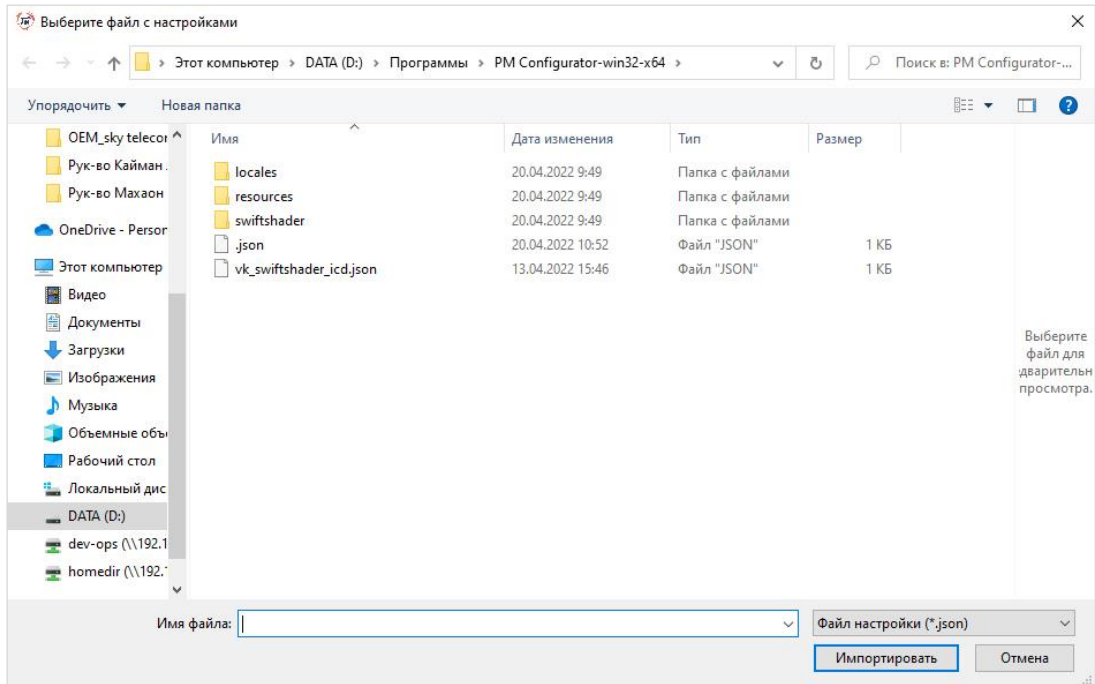 Выберите файл с настройками
Этот компьютер > DATA (D:) > Программы > PM Configurator-win32-x64 >
Поиск в: PM Configurator-...
Упорядочить Новая папка
Имя Дата изменения Тип Размер
OEM_sky telecor
Рук-во Кайман
Рук-во Махаон
OneDrive - Person
Этот компьютер
Видео
Документы
Загрузки
Изображения
Музыка
Объемные объ
Рабочий стол
Локальный дис
DATA (D:)
dev-ops (\\192.1
homedir (\\192.1
locales 20.04.2022 9:49 Папка с файлами
resources 20.04.2022 9:49 Папка с файлами
swiftshader 20.04.2022 9:49 Папка с файлами
.json 20.04.2022 10:52 Файл "JSON" 1 КБ
vk_swiftshader_icd.json 13.04.2022 15:46 Файл "JSON" 1 КБ
Выберите
файл для
дварительн
просмотра.
Имя файла:
Файл настройки (*.json)
Импортировать Отмена